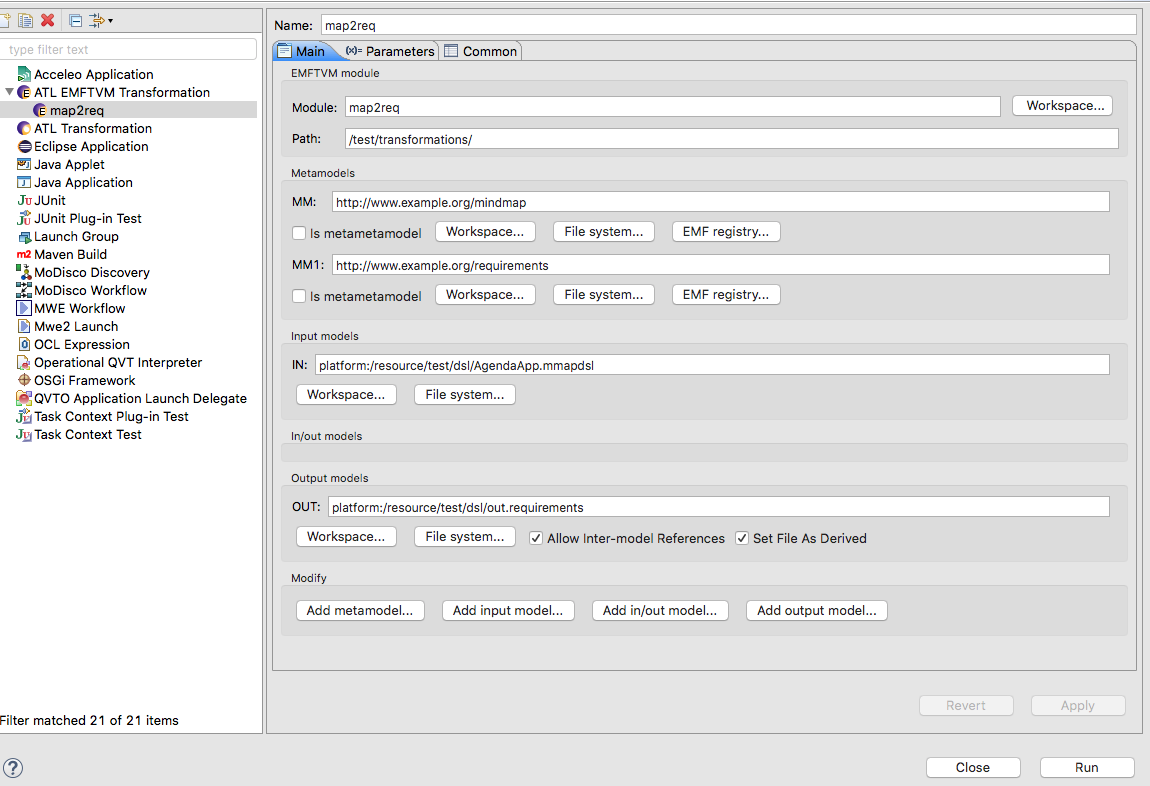 type filter text
Acceleo Application
ATL EMFTVM Transformation
map2req
ATL Transformation
Eclipse Application
Java Applet
Java Application
JUnit
JUnit Plug-in Test
Launch Group
Maven Build
MoDisco Discovery
MoDisco Workflow
MWE Workflow
Mwe2 Launch
OCL Expression
Operational QVT Interpreter
OSGi Framework
QVTO Application Launch Delegate
Task Context Plug-in Test
Task Context Test
Filter matched 21 of 21 items
Name: map2req
Main (x)= Parameters Common
EMFTVM module
Module: map2req Workspace...
Path: /test/transformations/
Metamodels
MM: http://www.example.org/mindmap
Is metametamodel Workspace... File system... EMF registry...
MM1: http://www.example.org/requirements
Is metametamodel Workspace... File system... EMF registry...
Input models
IN: platform:/resource/test/dsl/AgendaApp.mmapdsl
Workspace... File system...
In/out models
Output models
OUT: platform:/resource/test/dsl/out.requirements
Workspace... File system... Allow Inter-model References Set File As Derived
Modify
Add metamodel... Add input model... Add in/out model... Add output model...
Revert Apply
? Close Run